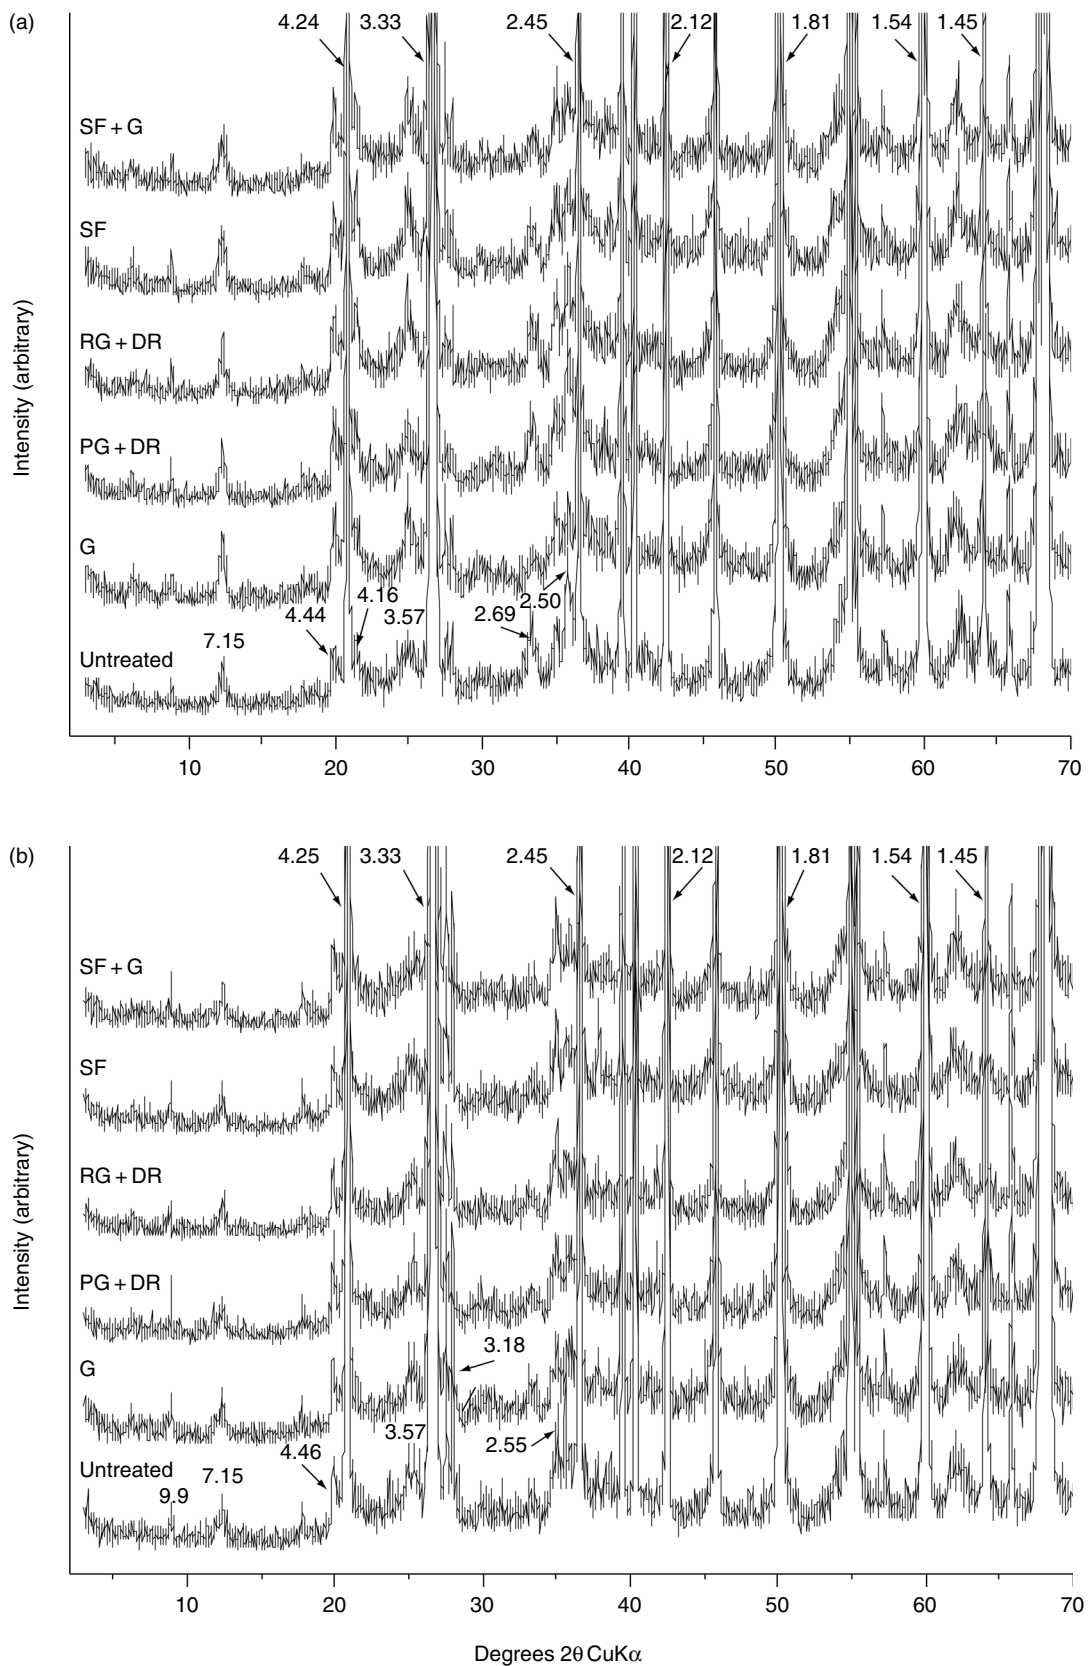 (a)
4.24 3.33 2.45 2.12 1.81 1.54 1.45
SF + G
SF
RG + DR
PG + DR
G
4.16
2.50
4.44 3.57 2.69
7.15
Untreated
Intensity (arbitrary)
10 20 30 40 50 60 70
(b)
4.25 3.33 2.45 2.12 1.81 1.54 1.45
SF + G
SF
RG + DR
PG + DR
3.18
G
3.57
2.55
4.46
Untreated
7.15
9.9
Intensity (arbitrary)
10 20 30 40 50 60 70
Degrees 2θ CuKα